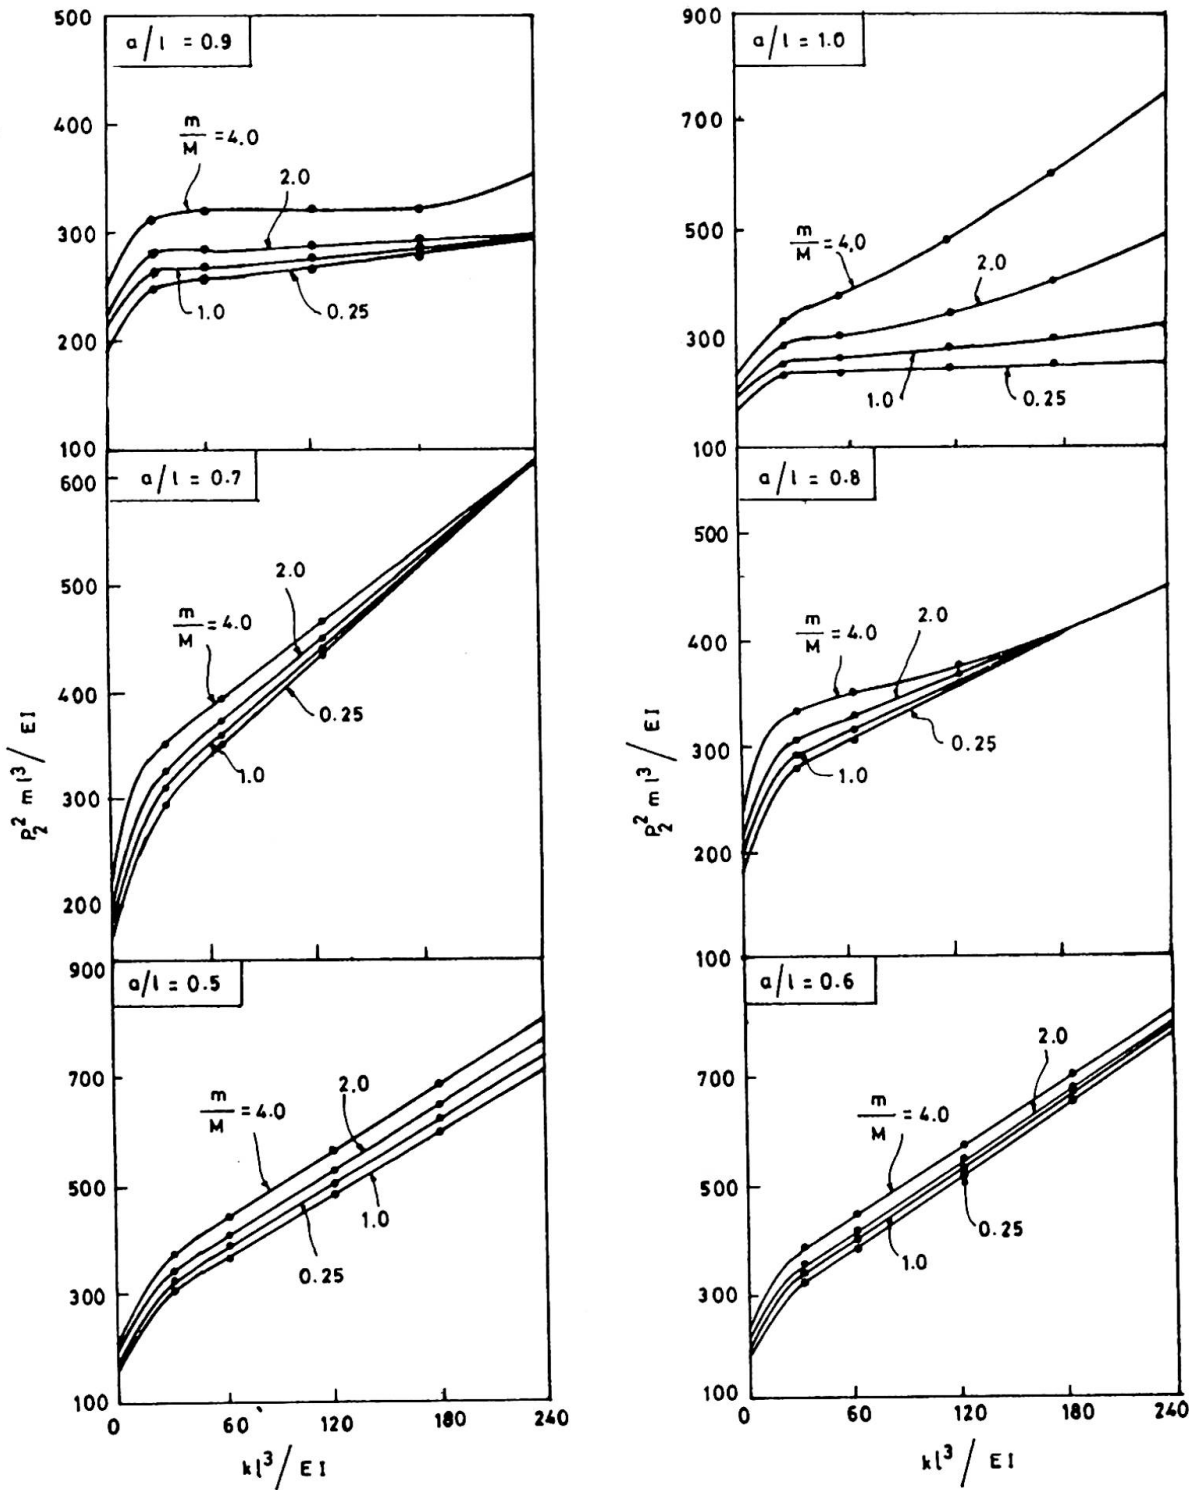 a/l = 0.9
500
400
300
200
100
m/M = 4.0
2.0
1.0
0.25
a/l = 1.0
900
700
500
300
100
m/M = 4.0
2.0
1.0
0.25
a/l = 0.7
600
500
400
300
200
m/M = 4.0
2.0
0.25
1.0
p₂² m l³ / EI
a/l = 0.8
500
400
300
200
100
m/M = 4.0
2.0
0.25
1.0
p₂² m l³ / EI
a/l = 0.5
900
700
500
300
100
m/M = 4.0
2.0
1.0
0.25
0 60 120 180 240
kl³ / EI
a/l = 0.6
700
500
300
100
2.0
m/M = 4.0
0.25
1.0
0 60 120 180 240
kl³ / EI